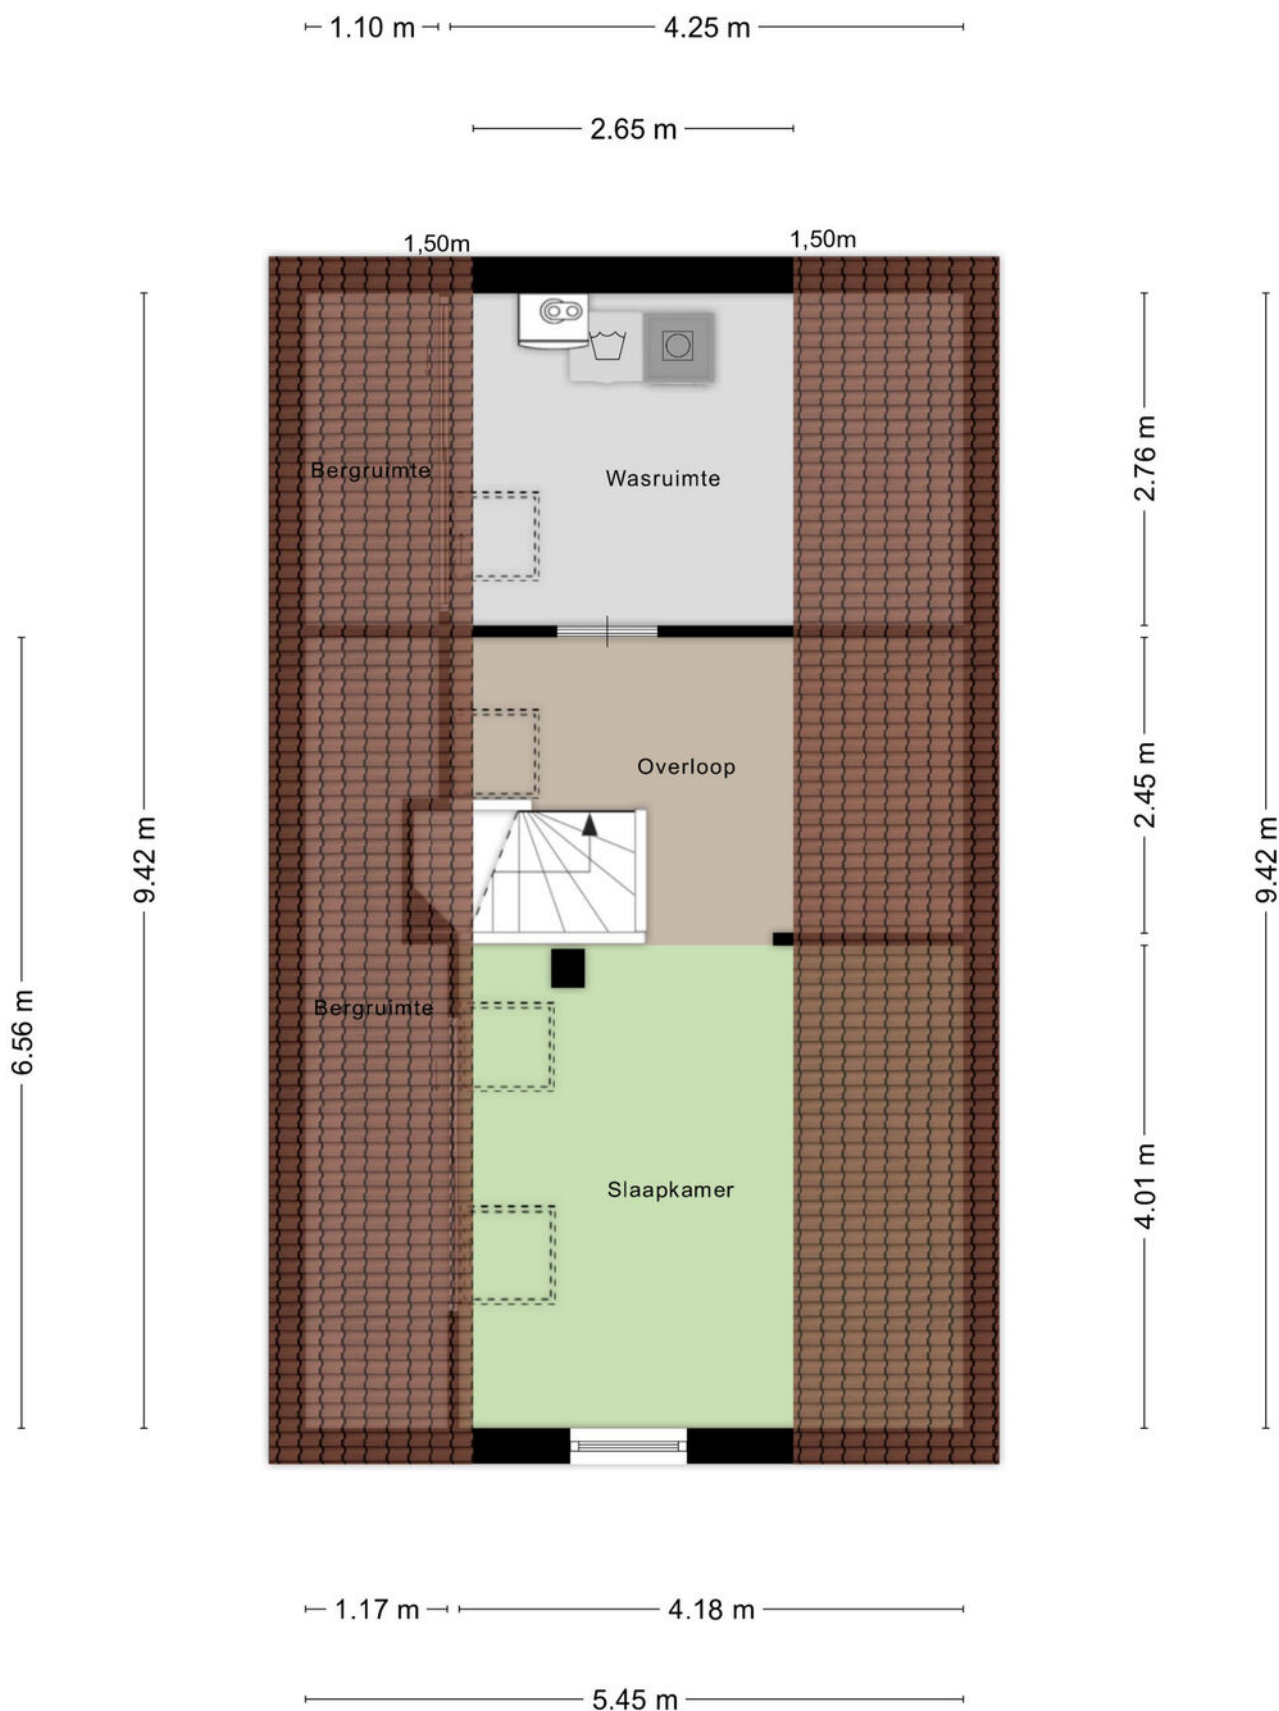 1.10 m
4.25 m
2.65 m
1,50m
1,50m
Bergruimte
Wasruimte
2.76 m
Overloop
2.45 m
9.42 m
9.42 m
Bergruimte
6.56 m
Slaapkamer
4.01 m
1.17 m
4.18 m
5.45 m